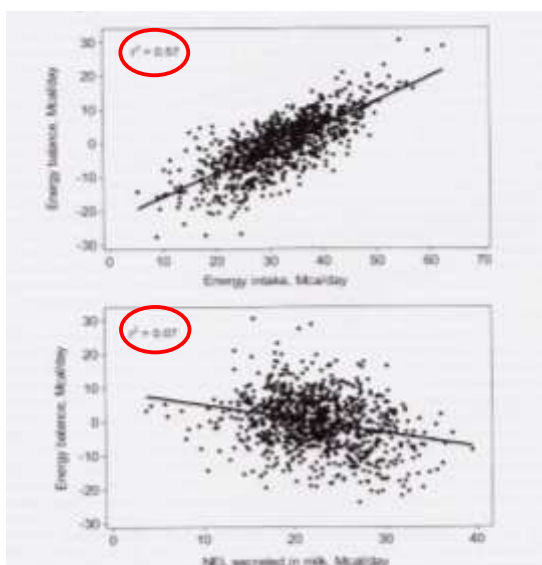 r² = 0.57
Energy balance, Mcal/day
30
20
10
0
-10
-20
-30
0 10 20 30 40 50 60 70
Energy intake, Mcal/day
r² = 0.07
Energy balance, Mcal/day
30
20
10
0
-10
-20
-30
0 10 20 30 40
NEL secreted in milk, Mcal/day